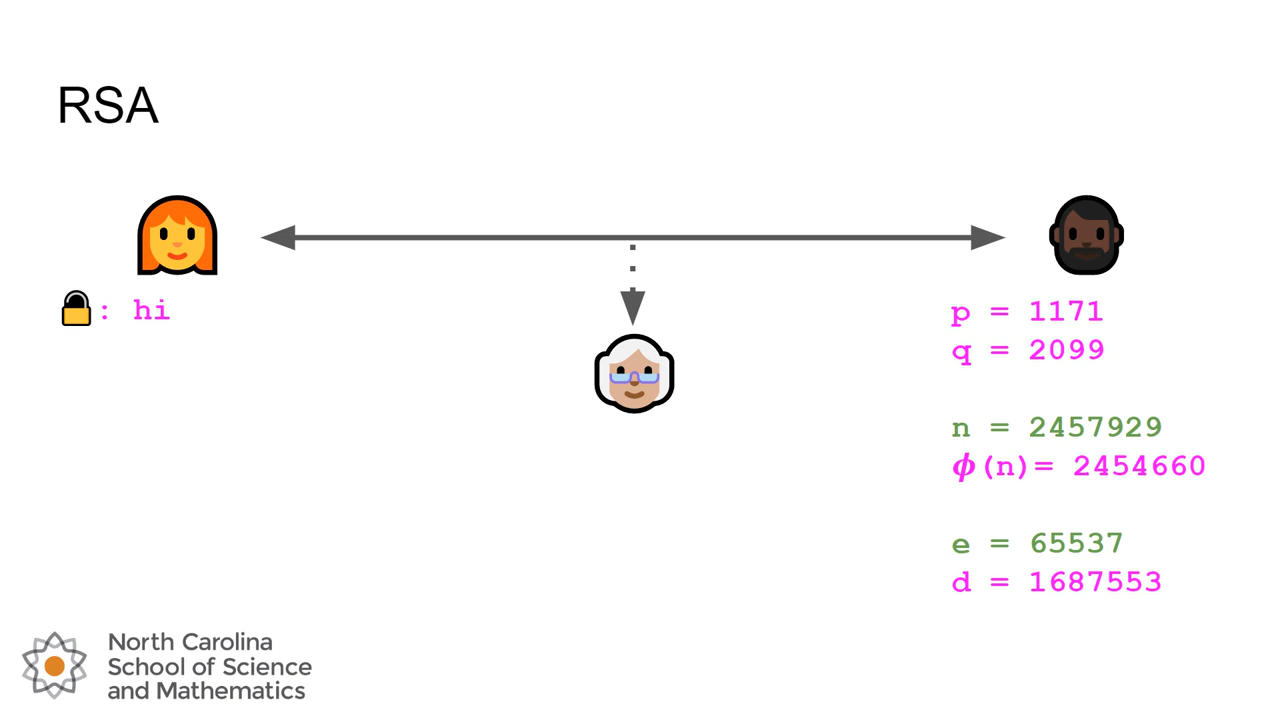 RSA
: hi
p = 1171
q = 2099
n = 2457929
ϕ(n)= 2454660
e = 65537
d = 1687553
North Carolina
School of Science
and Mathematics